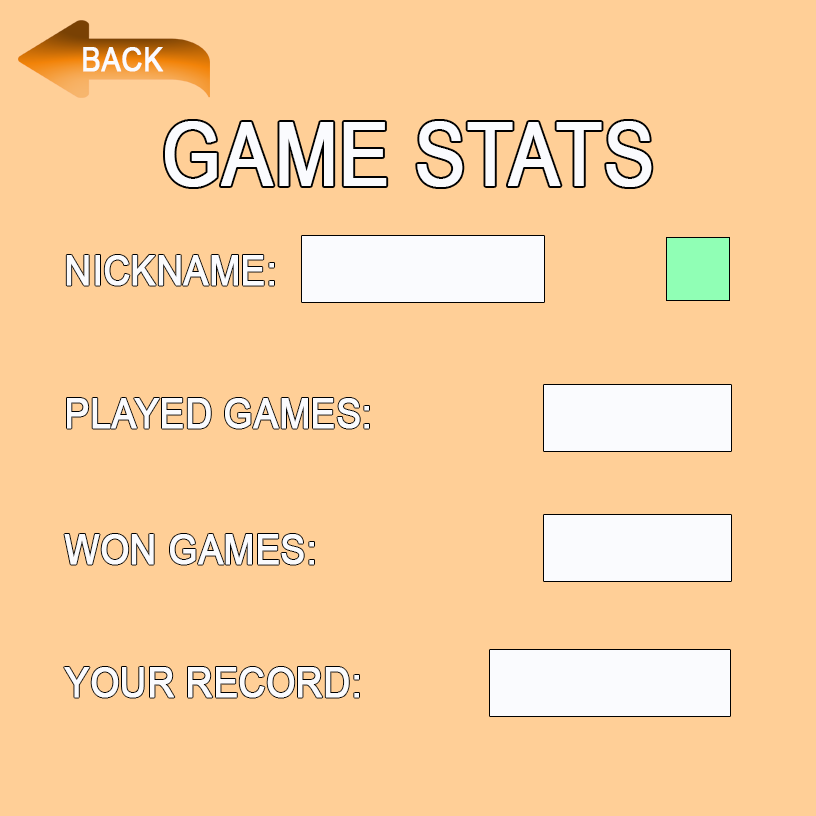 BACK
GAME STATS
NICKNAME:
PLAYED GAMES:
WON GAMES:
YOUR RECORD: